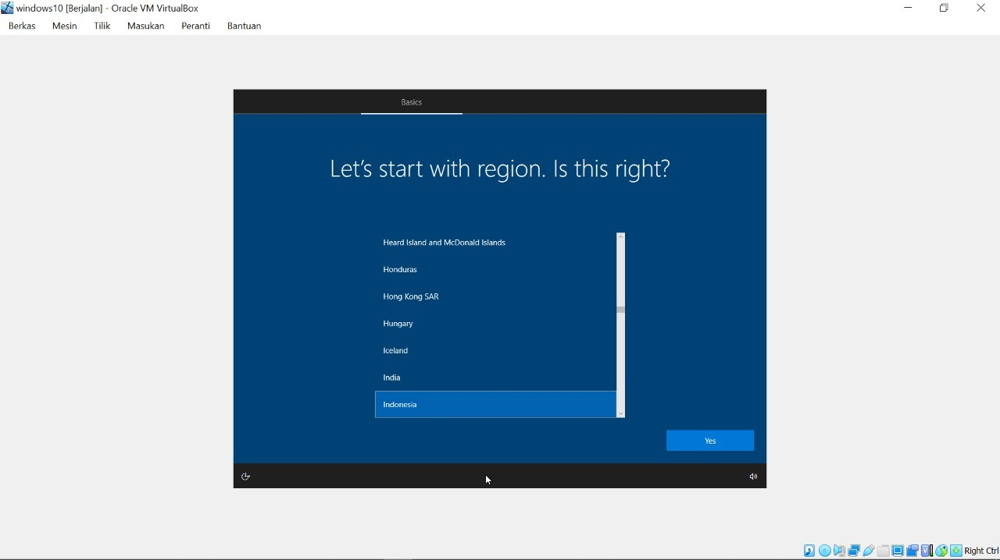 windows10 [Berjalan] - Oracle VM VirtualBox
Berkas Mesin Tilik Masukan Peranti Bantuan
Basics
Let's start with region. Is this right?
Heard Island and McDonald Islands
Honduras
Hong Kong SAR
Hungary
Iceland
India
Indonesia
Yes
Right Ctrl